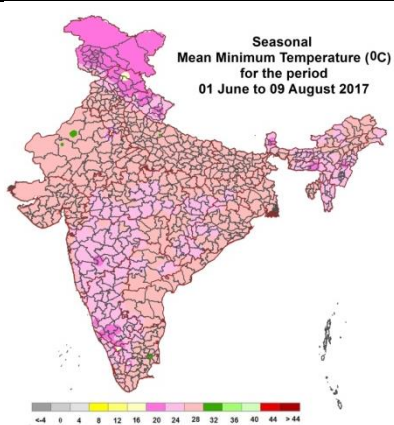 Seasonal
Mean Minimum Temperature (⁰C)
for the period
01 June to 09 August 2017
<-4 0 4 8 12 16 20 24 28 32 36 40 44 > 44